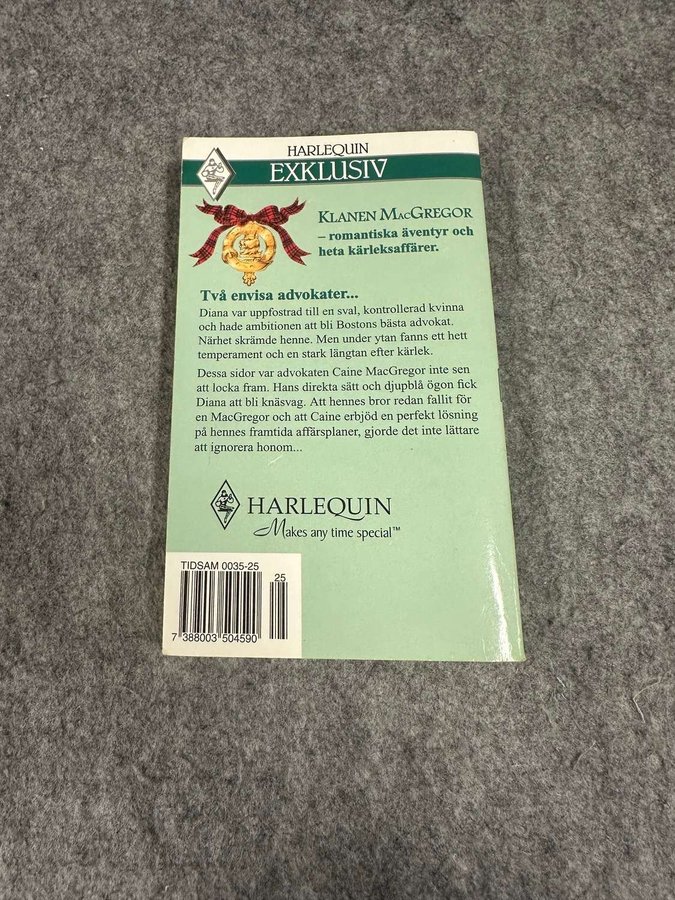 HARLEQUIN
EXKLUSIV
KLANEN MACGREGOR
– romantiska äventyr och
heta kärleksaffärer.
Två envisa advokater...
Diana var uppfostrad till en sval, kontrollerad kvinna
och hade ambitionen att bli Bostons bästa advokat.
Närhet skrämde henne. Men under ytan fanns ett hett
temperament och en stark längtan efter kärlek.
Dessa sidor var advokaten Caine MacGregor inte sen
att locka fram. Hans direkta sätt och djupblå ögon fick
Diana att bli knäsvag. Att hennes bror redan fallit för
en MacGregor och att Caine erbjöd en perfekt lösning
på hennes framtida affärsplaner, gjorde det inte lättare
att ignorera honom...
HARLEQUIN
Makes any time special™
TIDSAM 0035-25
25
7 388003 504590